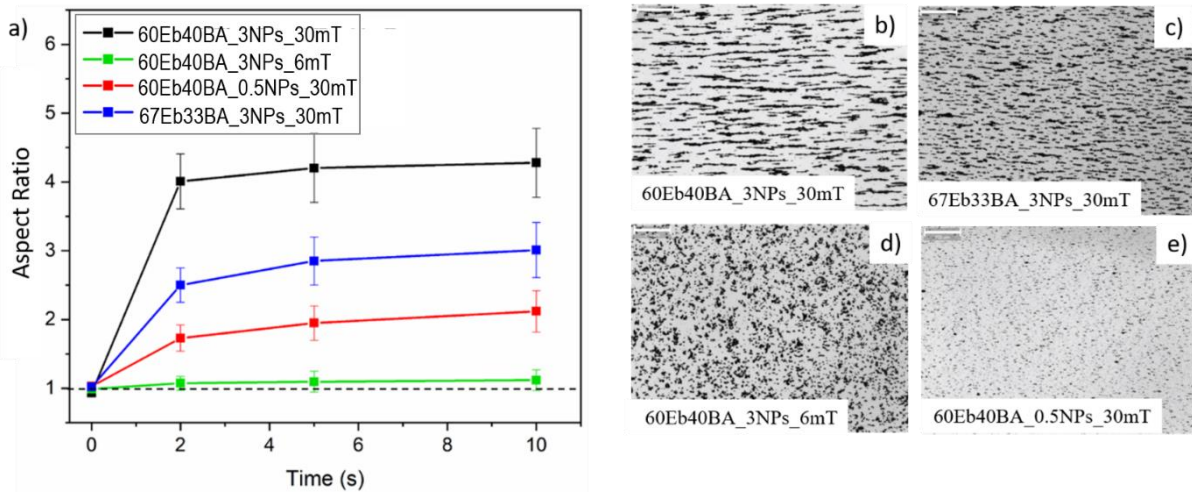 a)
60Eb40BA_3NPs_30mT
60Eb40BA_3NPs_6mT
60Eb40BA_0.5NPs_30mT
67Eb33BA_3NPs_30mT
Aspect Ratio
6
5
4
3
2
1
0 2 4 6 8 10
Time (s)
b)
60Eb40BA_3NPs_30mT
c)
67Eb33BA_3NPs_30mT
d)
60Eb40BA_3NPs_6mT
e)
60Eb40BA_0.5NPs_30mT